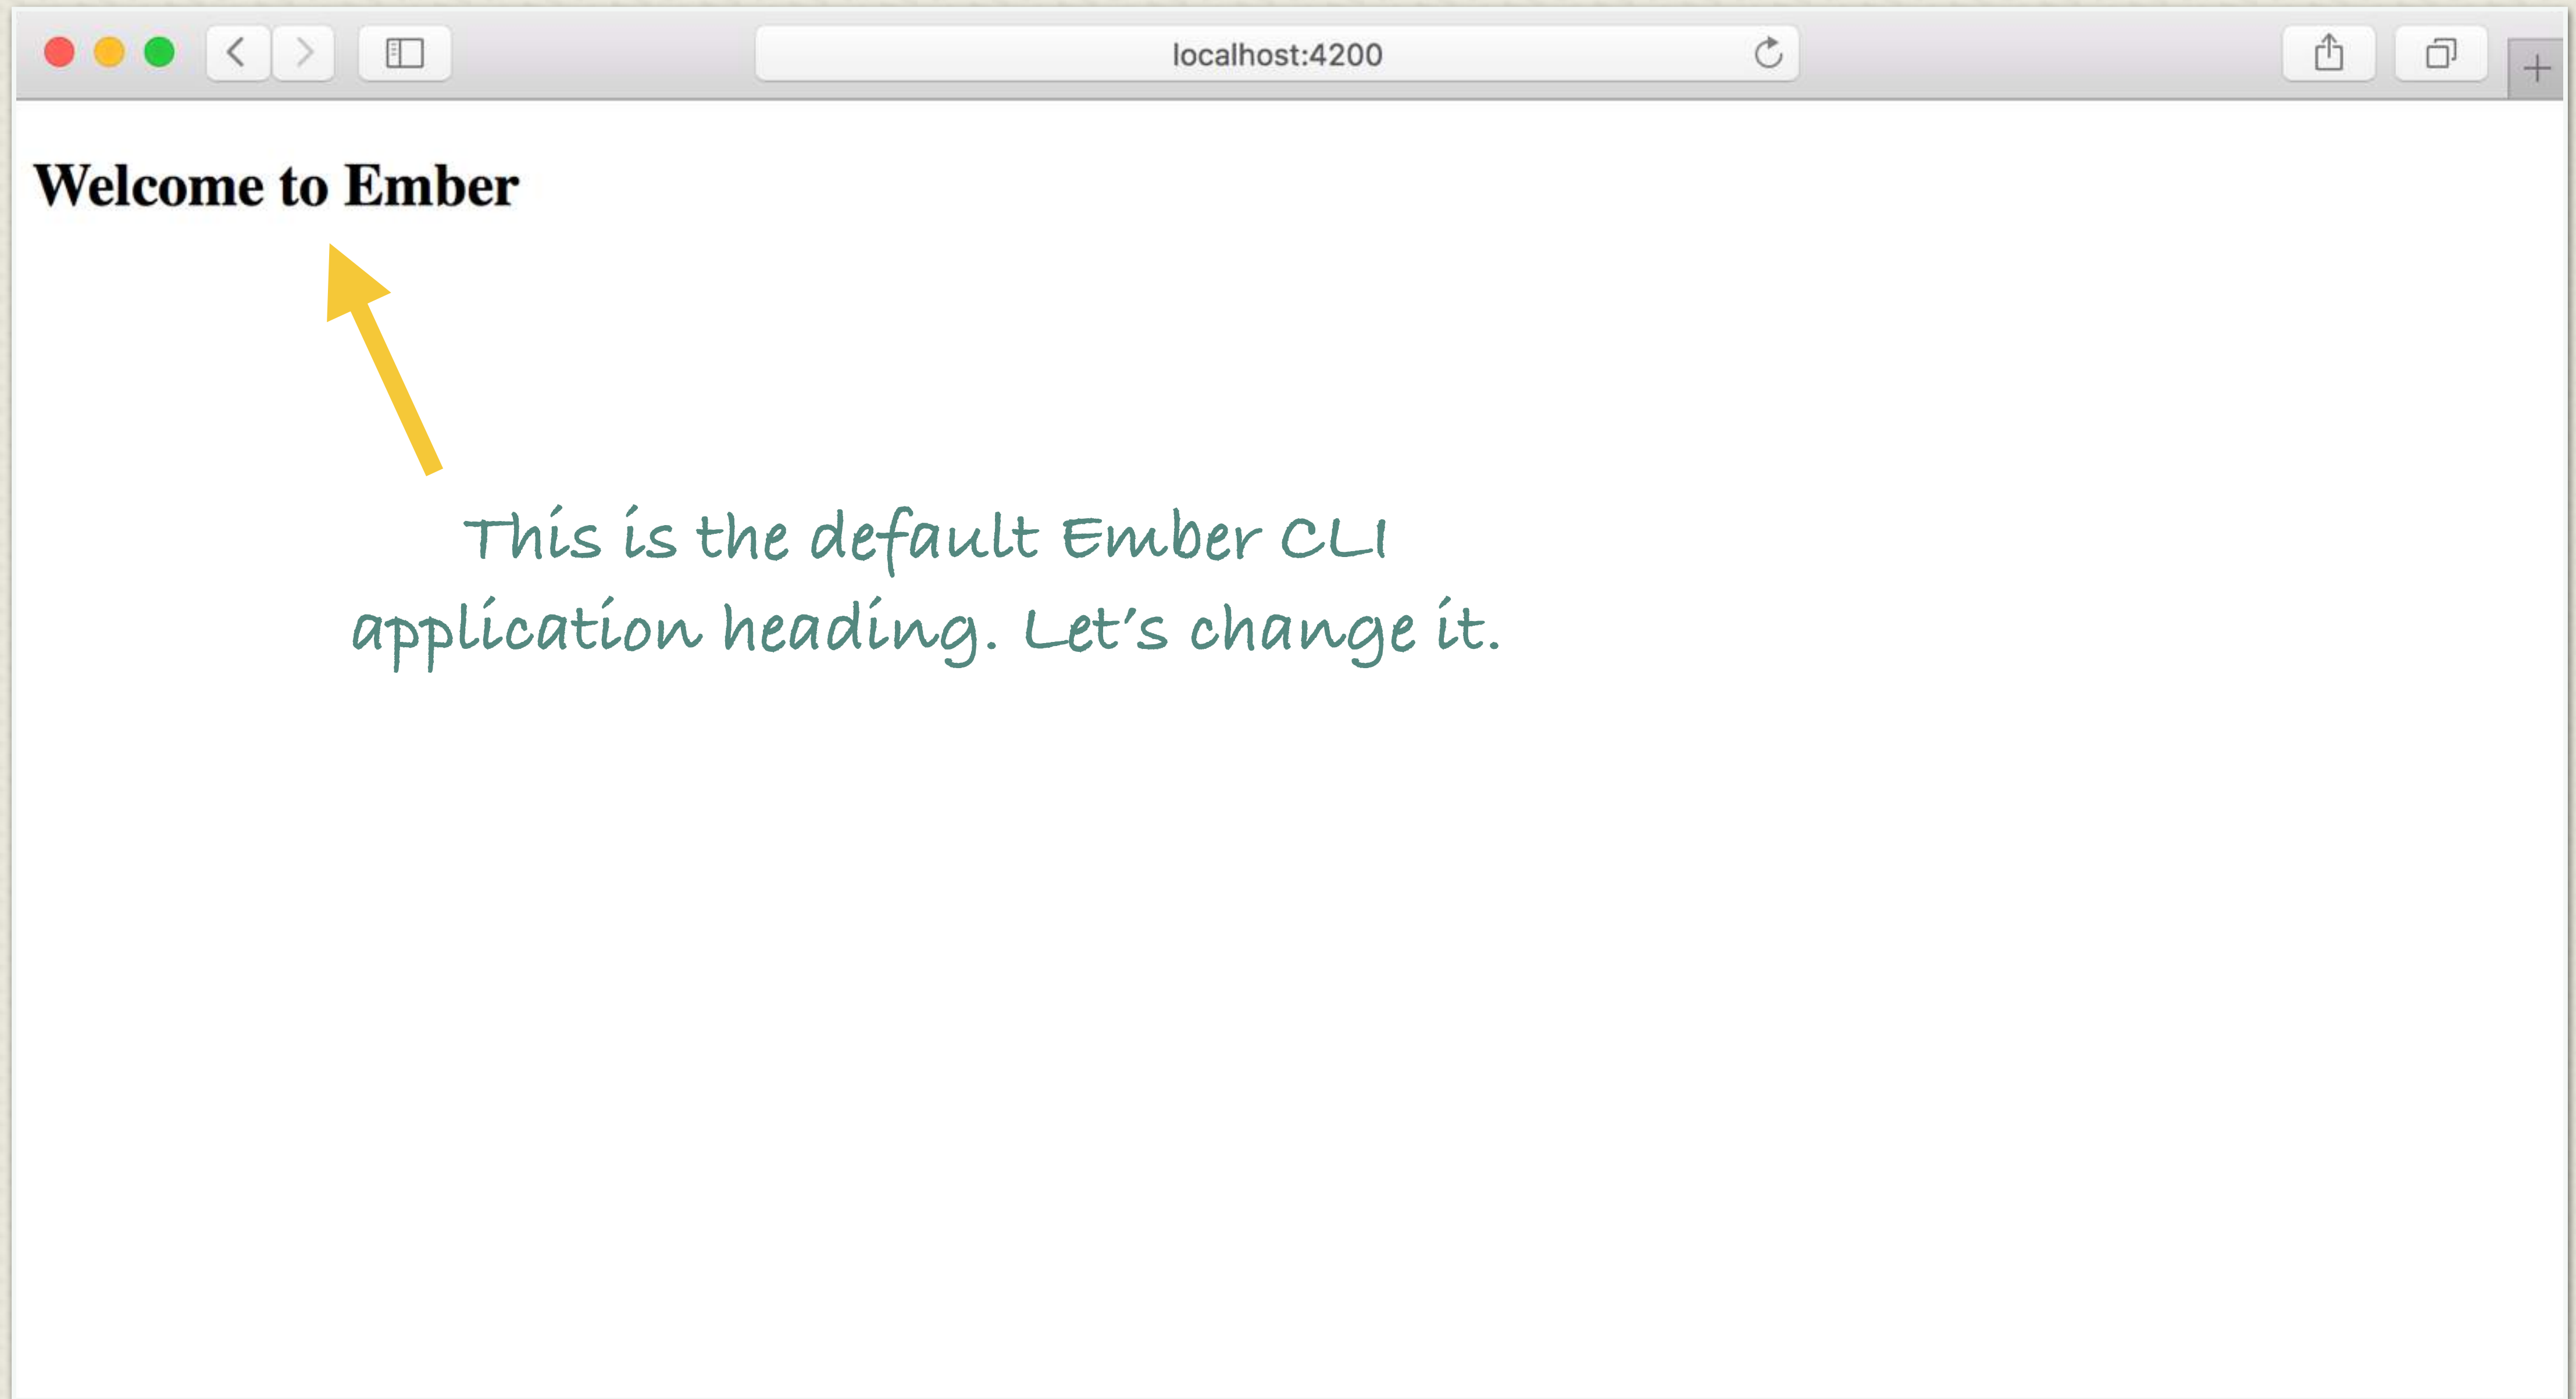 localhost:4200
Welcome to Ember
This is the default Ember CLI
application heading. Let's change it.